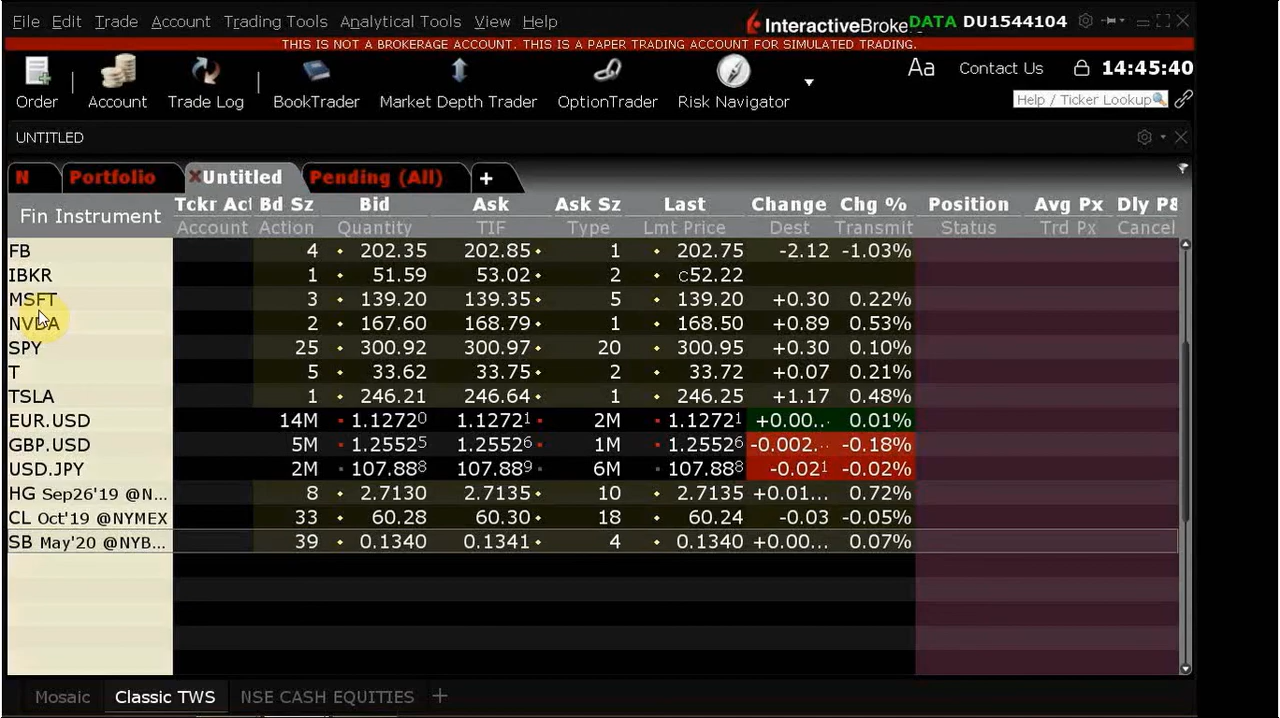 File Edit Trade Account Trading Tools Analytical Tools View Help InteractiveBroke DATA DU1544104
THIS IS NOT A BROKERAGE ACCOUNT. THIS IS A PAPER TRADING ACCOUNT FOR SIMULATED TRADING.
Order Account Trade Log BookTrader Market Depth Trader OptionTrader Risk Navigator Aa Contact Us 14:45:40
Help / Ticker Lookup
UNTITLED
N Portfolio Untitled Pending (All) +
Fin Instrument Tckr Act Bd Sz Bid Ask Ask Sz Last Change Chg % Position Avg Px Dly P&
Account Action Quantity TIF Type Lmt Price Dest Transmit Status Trd Px Cancel
FB 4 202.35 202.85 1 202.75 -2.12 -1.03%
IBKR 1 51.59 53.02 2 c52.22
MSFT 3 139.20 139.35 5 139.20 +0.30 0.22%
NVDA 2 167.60 168.79 1 168.50 +0.89 0.53%
SPY 25 300.92 300.97 20 300.95 +0.30 0.10%
T 5 33.62 33.75 2 33.72 +0.07 0.21%
TSLA 1 246.21 246.64 1 246.25 +1.17 0.48%
EUR.USD 14M 1.12720 1.12721 2M 1.12721 +0.00... 0.01%
GBP.USD 5M 1.25525 1.25526 1M 1.25526 -0.002... -0.18%
USD.JPY 2M 107.888 107.889 6M 107.888 -0.021 -0.02%
HG Sep26'19 @N... 8 2.7130 2.7135 10 2.7135 +0.01... 0.72%
CL Oct'19 @NYMEX 33 60.28 60.30 18 60.24 -0.03 -0.05%
SB May'20 @NYB... 39 0.1340 0.1341 4 0.1340 +0.00... 0.07%
Mosaic Classic TWS NSE CASH EQUITIES +